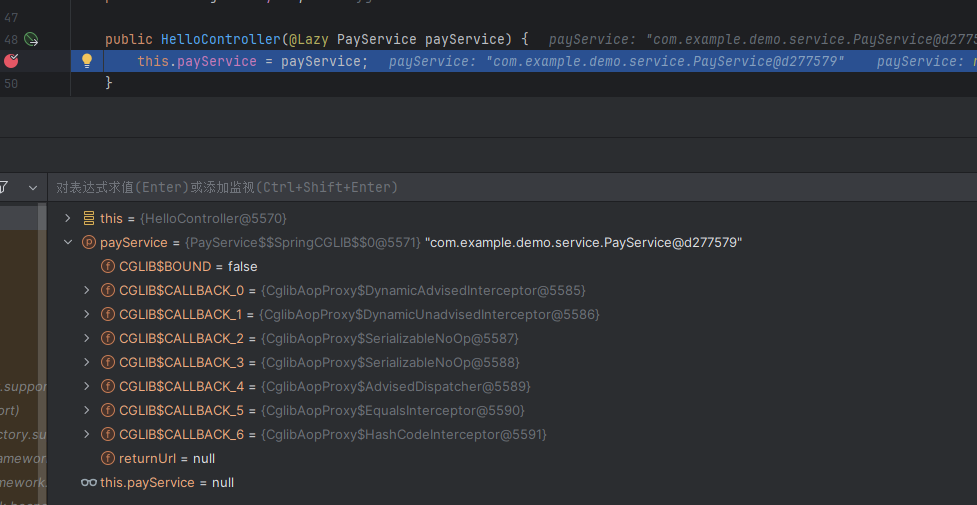 47
48 public HelloController(@Lazy PayService payService) { payService: "com.example.demo.service.PayService@d2775
this.payService = payService; payService: "com.example.demo.service.PayService@d277579" payService:
50 }
对表达式求值(Enter)或添加监视(Ctrl+Shift+Enter)
this = {HelloController@5570}
payService = {PayService$$SpringCGLIB$$0@5571} "com.example.demo.service.PayService@d277579"
CGLIB$BOUND = false
CGLIB$CALLBACK_0 = {CglibAopProxy$DynamicAdvisedInterceptor@5585}
CGLIB$CALLBACK_1 = {CglibAopProxy$DynamicUnadvisedInterceptor@5586}
CGLIB$CALLBACK_2 = {CglibAopProxy$SerializableNoOp@5587}
CGLIB$CALLBACK_3 = {CglibAopProxy$SerializableNoOp@5588}
.suppor CGLIB$CALLBACK_4 = {CglibAopProxy$AdvisedDispatcher@5589}
ort) CGLIB$CALLBACK_5 = {CglibAopProxy$EqualsInterceptor@5590}
ctory.su CGLIB$CALLBACK_6 = {CglibAopProxy$HashCodeInterceptor@5591}
amework returnUrl = null
mework. this.payService = null